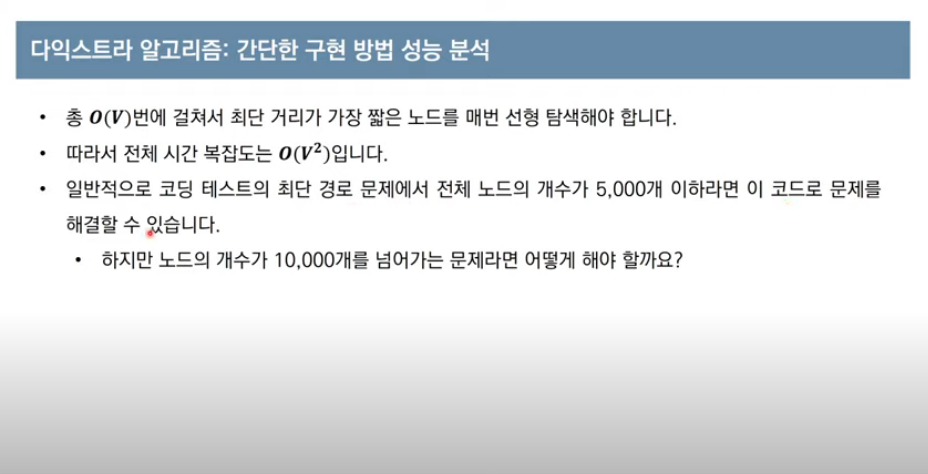 다익스트라 알고리즘: 간단한 구현 방법 성능 분석
• 총 O(V)번에 걸쳐서 최단 거리가 가장 짧은 노드를 매번 선형 탐색해야 합니다.
• 따라서 전체 시간 복잡도는 O(V²)입니다.
• 일반적으로 코딩 테스트의 최단 경로 문제에서 전체 노드의 개수가 5,000개 이하라면 이 코드로 문제를
해결할 수 있습니다.
• 하지만 노드의 개수가 10,000개를 넘어가는 문제라면 어떻게 해야 할까요?